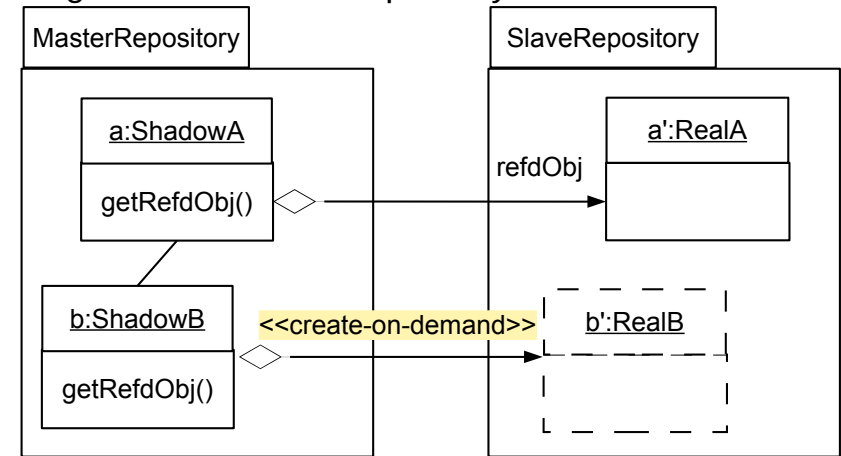 MasterRepository
SlaveRepository
a:ShadowA
a':RealA
refdObj
getRefdObj()
b:ShadowB
<<create-on-demand>>
b':RealB
getRefdObj()